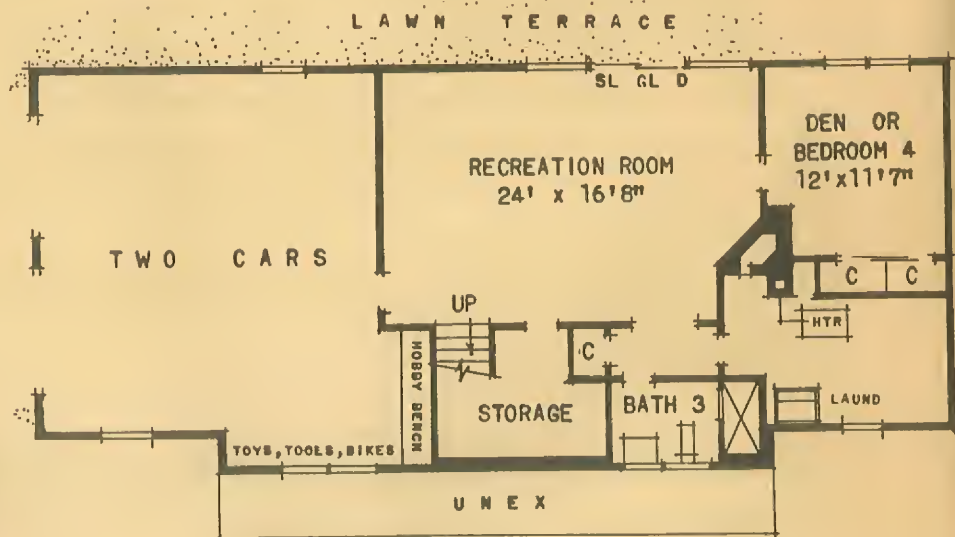 LAWN TERRACE
SL GL D
DEN OR
BEDROOM 4
12'x11'7"
RECREATION ROOM
24' x 16'8"
TWO CARS
C C
UP
HTR
HOBBY BENCH
C
LAUND
STORAGE
BATH 3
TOYS,TOOLS,BIKES
UNEX